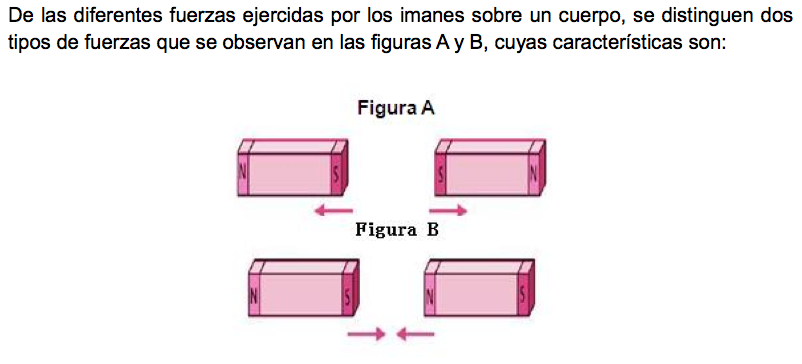 De las diferentes fuerzas ejercidas por los imanes sobre un cuerpo, se distinguen dos
tipos de fuerzas que se observan en las figuras A y B, cuyas características son:
Figura A
N S S N
Figura B
N S N S